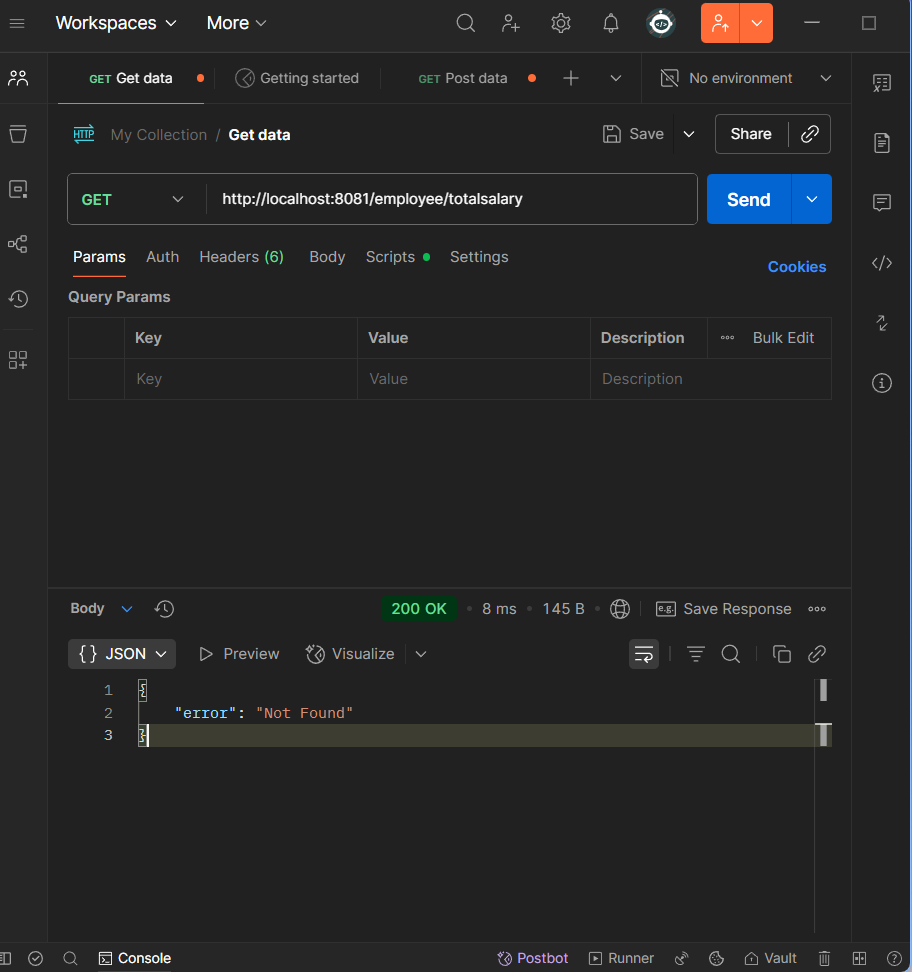 Workspaces More
GET Get data Getting started GET Post data No environment
HTTP My Collection / Get data Save Share
GET http://localhost:8081/employee/totalsalary Send
Params Auth Headers (6) Body Scripts Settings Cookies
Query Params
Key Value Description Bulk Edit
Key Value Description
Body 200 OK 8 ms 145 B e.g. Save Response
{} JSON Preview Visualize
1 {
2 "error": "Not Found"
3 }
Console Postbot Runner Vault